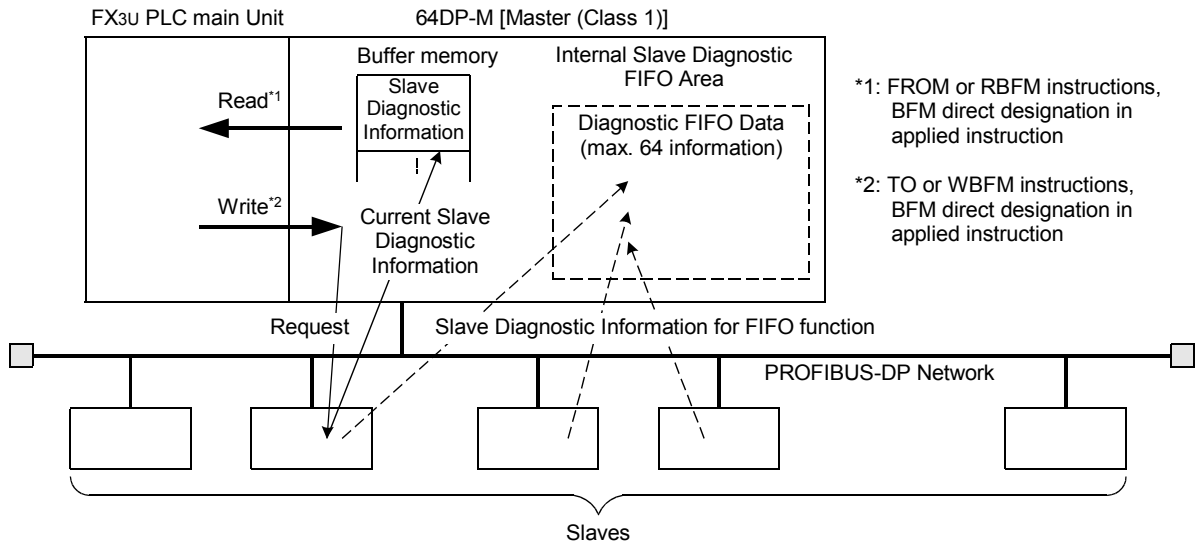 FX3U PLC main Unit
64DP-M [Master (Class 1)]
Buffer memory
Internal Slave Diagnostic
FIFO Area
Slave
Diagnostic
Information
Read*1
Diagnostic FIFO Data
(max. 64 information)
*1: FROM or RBFM instructions,
BFM direct designation in
applied instruction
Write*2
Current Slave
Diagnostic
Information
*2: TO or WBFM instructions,
BFM direct designation in
applied instruction
Request
Slave Diagnostic Information for FIFO function
PROFIBUS-DP Network
Slaves